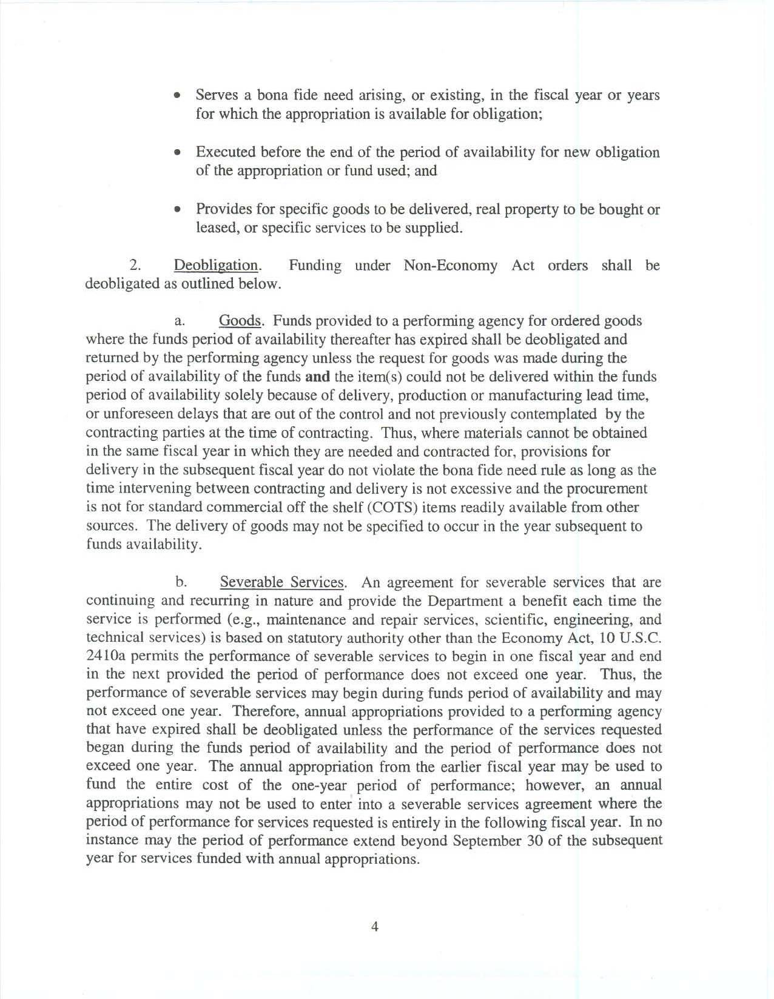 • Serves a bona fide need arising, or existing, in the fiscal year or years
for which the appropriation is available for obligation;
• Executed before the end of the period of availability for new obligation
of the appropriation or fund used; and
• Provides for specific goods to be delivered, real property to be bought or
leased, or specific services to be supplied.
2. Deobligation. Funding under Non-Economy Act orders shall be
deobligated as outlined below.
a. Goods. Funds provided to a performing agency for ordered goods
where the funds period of availability thereafter has expired shall be deobligated and
returned by the performing agency unless the request for goods was made during the
period of availability of the funds and the item(s) could not be delivered within the funds
period of availability solely because of delivery, production or manufacturing lead time,
or unforeseen delays that are out of the control and not previously contemplated by the
contracting parties at the time of contracting. Thus, where materials cannot be obtained
in the same fiscal year in which they are needed and contracted for, provisions for
delivery in the subsequent fiscal year do not violate the bona fide need rule as long as the
time intervening between contracting and delivery is not excessive and the procurement
is not for standard commercial off the shelf (COTS) items readily available from other
sources. The delivery of goods may not be specified to occur in the year subsequent to
funds availability.
b. Severable Services. An agreement for severable services that are
continuing and recurring in nature and provide the Department a benefit each time the
service is performed (e.g., maintenance and repair services, scientific, engineering, and
technical services) is based on statutory authority other than the Economy Act, 10 U.S.C.
2410a permits the performance of severable services to begin in one fiscal year and end
in the next provided the period of performance does not exceed one year. Thus, the
performance of severable services may begin during funds period of availability and may
not exceed one year. Therefore, annual appropriations provided to a performing agency
that have expired shall be deobligated unless the performance of the services requested
began during the funds period of availability and the period of performance does not
exceed one year. The annual appropriation from the earlier fiscal year may be used to
fund the entire cost of the one-year period of performance; however, an annual
appropriations may not be used to enter into a severable services agreement where the
period of performance for services requested is entirely in the following fiscal year. In no
instance may the period of performance extend beyond September 30 of the subsequent
year for services funded with annual appropriations.
4